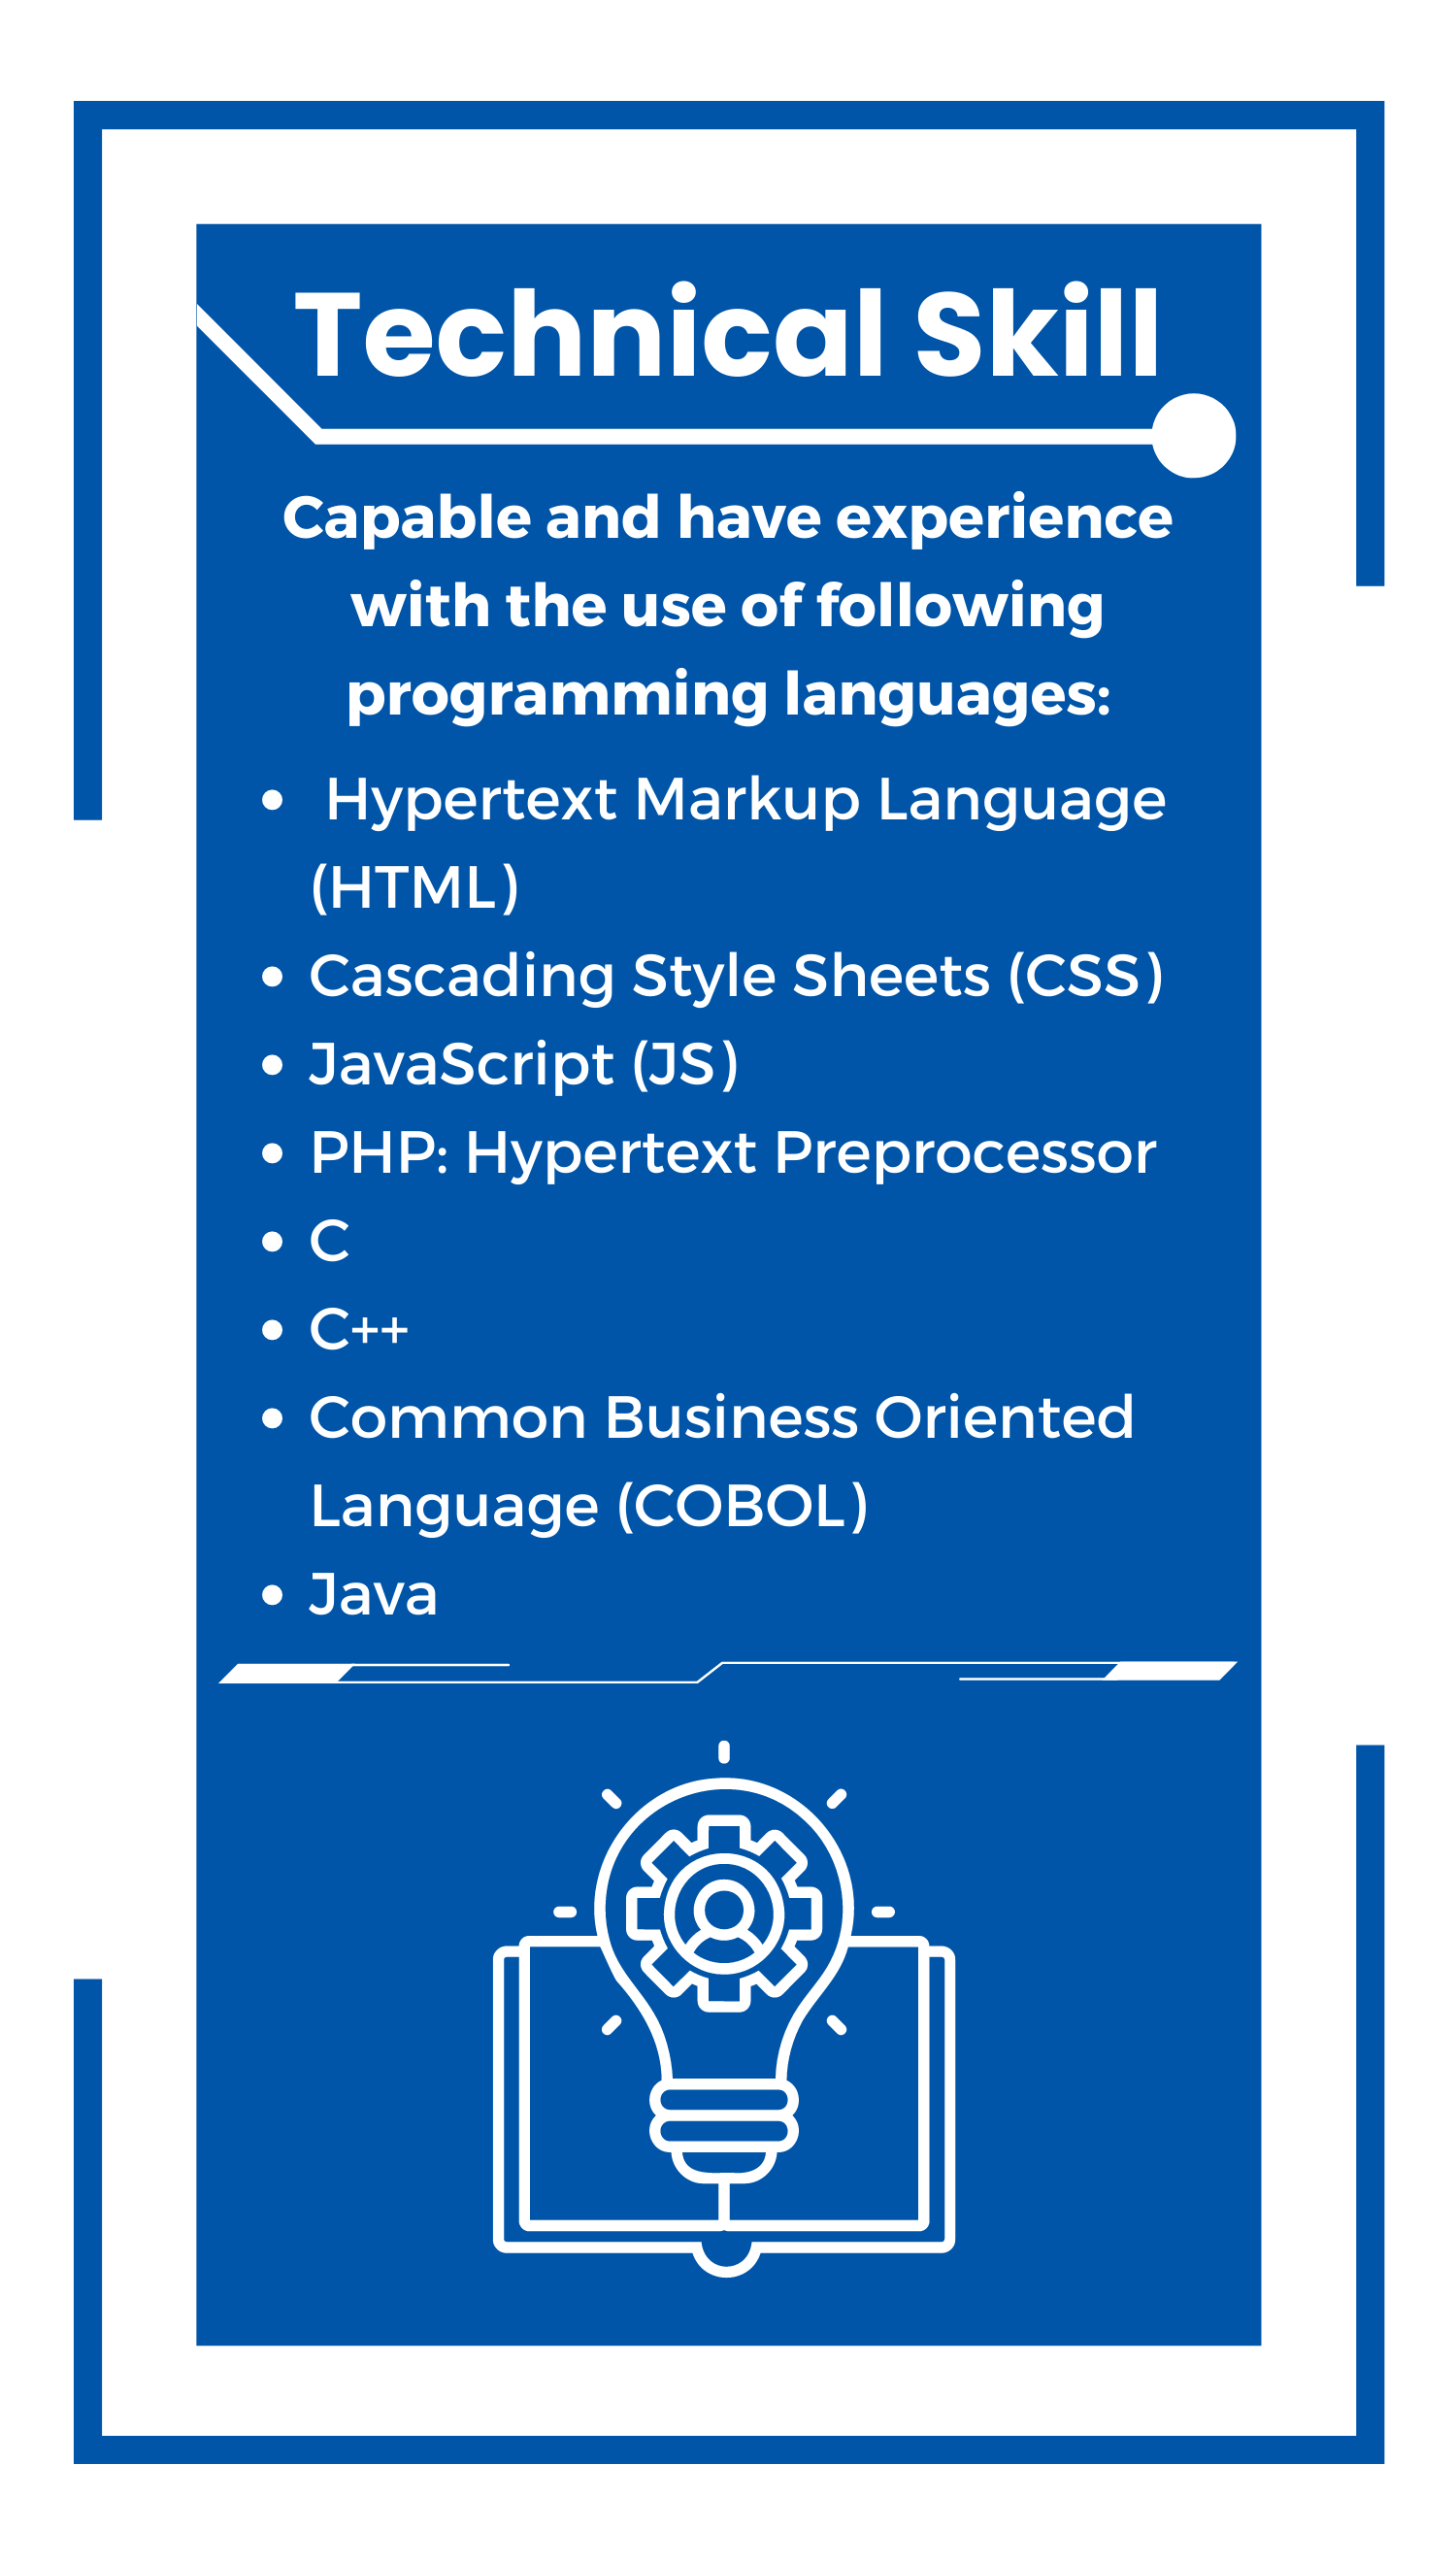 Technical Skill
Capable and have experience
with the use of following
programming languages:
• Hypertext Markup Language
(HTML)
• Cascading Style Sheets (CSS)
• JavaScript (JS)
• PHP: Hypertext Preprocessor
• C
• C++
• Common Business Oriented
Language (COBOL)
• Java